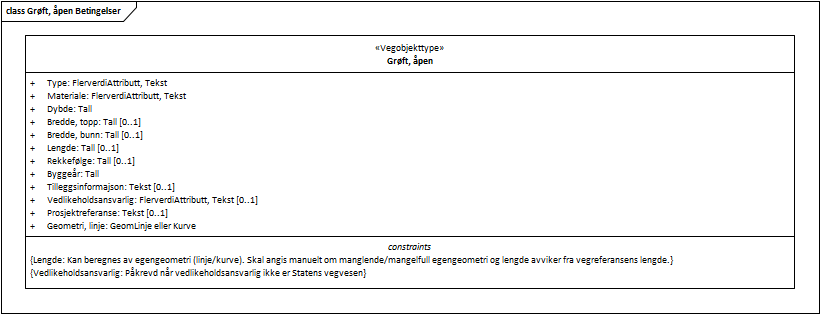 class Grøft, åpen Betingelser
«Vegobjekttype»
Grøft, åpen
+ Type: FlerverdiAttributt, Tekst
+ Materiale: FlerverdiAttributt, Tekst
+ Dybde: Tall
+ Bredde, topp: Tall [0..1]
+ Bredde, bunn: Tall [0..1]
+ Lengde: Tall [0..1]
+ Rekkefølge: Tall [0..1]
+ Byggeår: Tall
+ Tilleggsinformajson: Tekst [0..1]
+ Vedlikeholdsansvarlig: FlerverdiAttributt, Tekst [0..1]
+ Prosjektreferanse: Tekst [0..1]
+ Geometri, linje: GeomLinje eller Kurve
constraints
{Lengde: Kan beregnes av egengeometri (linje/kurve). Skal angis manuelt om manglende/mangelfull egengeometri og lengde avviker fra vegreferansens lengde.}
{Vedlikeholdsansvarlig: Påkrevd når vedlikeholdsansvarlig ikke er Statens vegvesen}